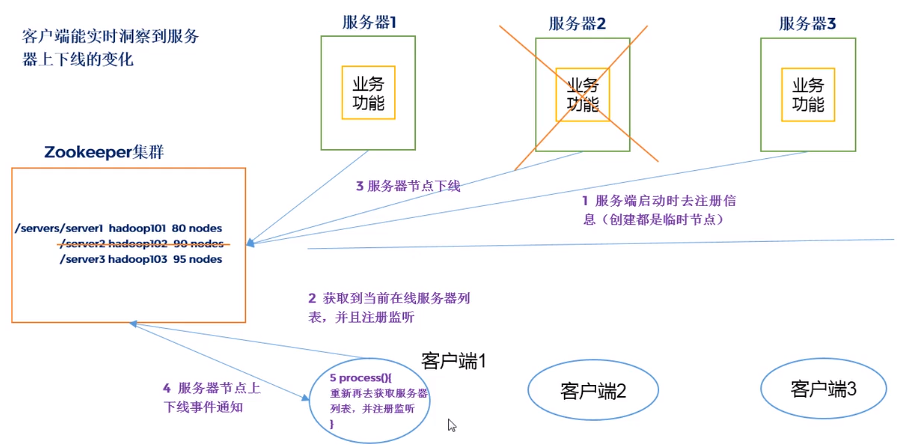 客户端能实时洞察到服务
器上下线的变化
服务器1
服务器2
服务器3
业务
功能
业务
功能
业务
功能
Zookeeper集群
3 服务器节点下线
1 服务端启动时去注册信
息（创建都是临时节点）
/servers/server1 hadoop101 80 nodes
/server2 hadoop102 90 nodes
/server3 hadoop103 95 nodes
2 获取到当前在线服务器列
表，并且注册监听
客户端1
4 服务器节点上
下线事件通知
5 process(){
重新再去获取服务器
列表，并注册监听
}
客户端2
客户端3